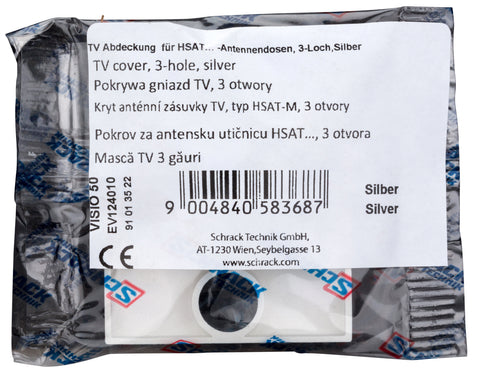 TV Abdeckung für HSAT... -Antennendosen, 3-Loch,Silber
TV cover, 3-hole, silver
Pokrywa gniazd TV, 3 otwory
Kryt anténní zásuvky TV, typ HSAT-M, 3 otvory
Pokrov za antensku utičnicu HSAT..., 3 otvora
Mască TV 3 găuri
VISIO 50
EV124010
91 01 35 22
9 004840 583687
Silber
Silver
Schrack Technik GmbH,
AT-1230 Wien,Seybelgasse 13
www.schrack.com
CE